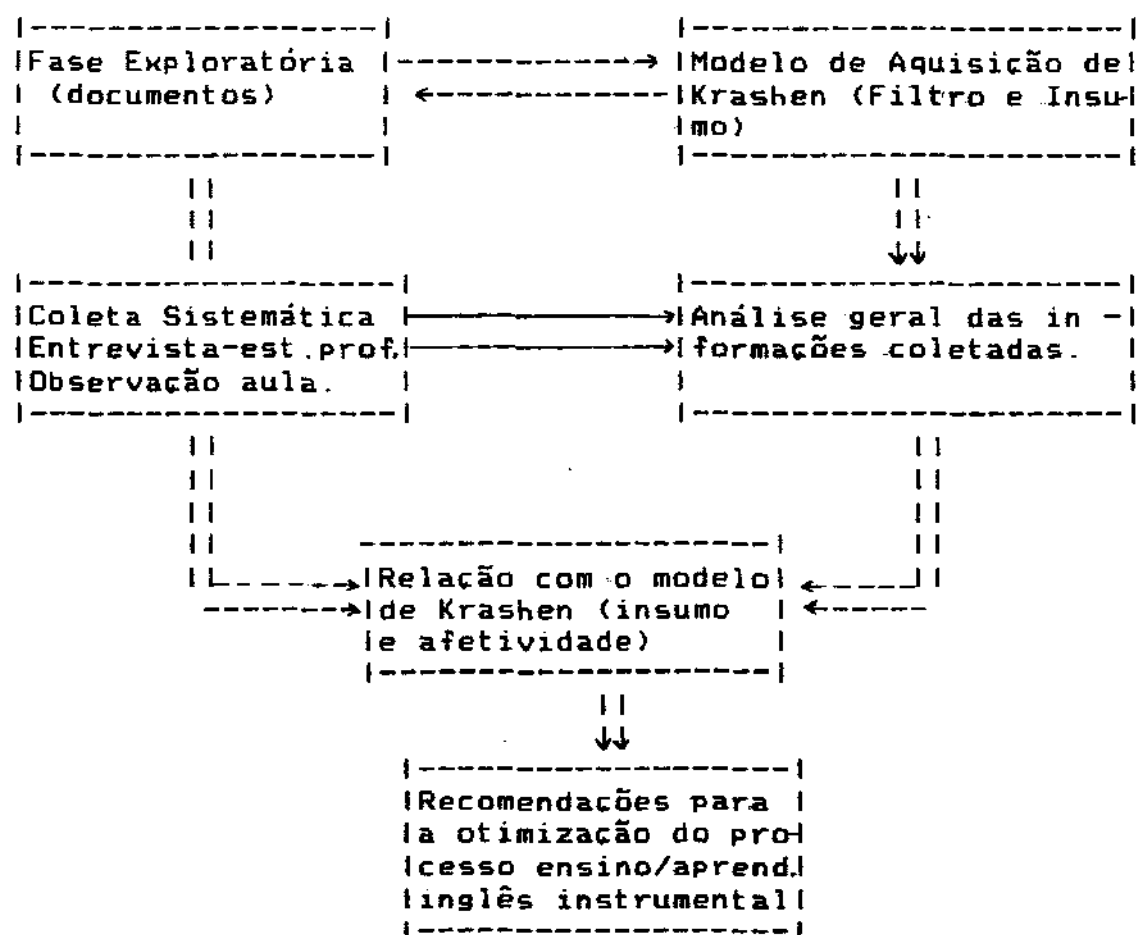 Fase Exploratória
(documentos)
Modelo de Aquisição de
Krashen (Filtro e Insu-
mo)
Coleta Sistemática
Entrevista-est.prof.
Observação aula.
Análise geral das in -
formações coletadas.
Relação com o modelo
de Krashen (insumo
e afetividade)
Recomendações para
a otimização do pro-
cesso ensino/aprend.
inglês instrumental